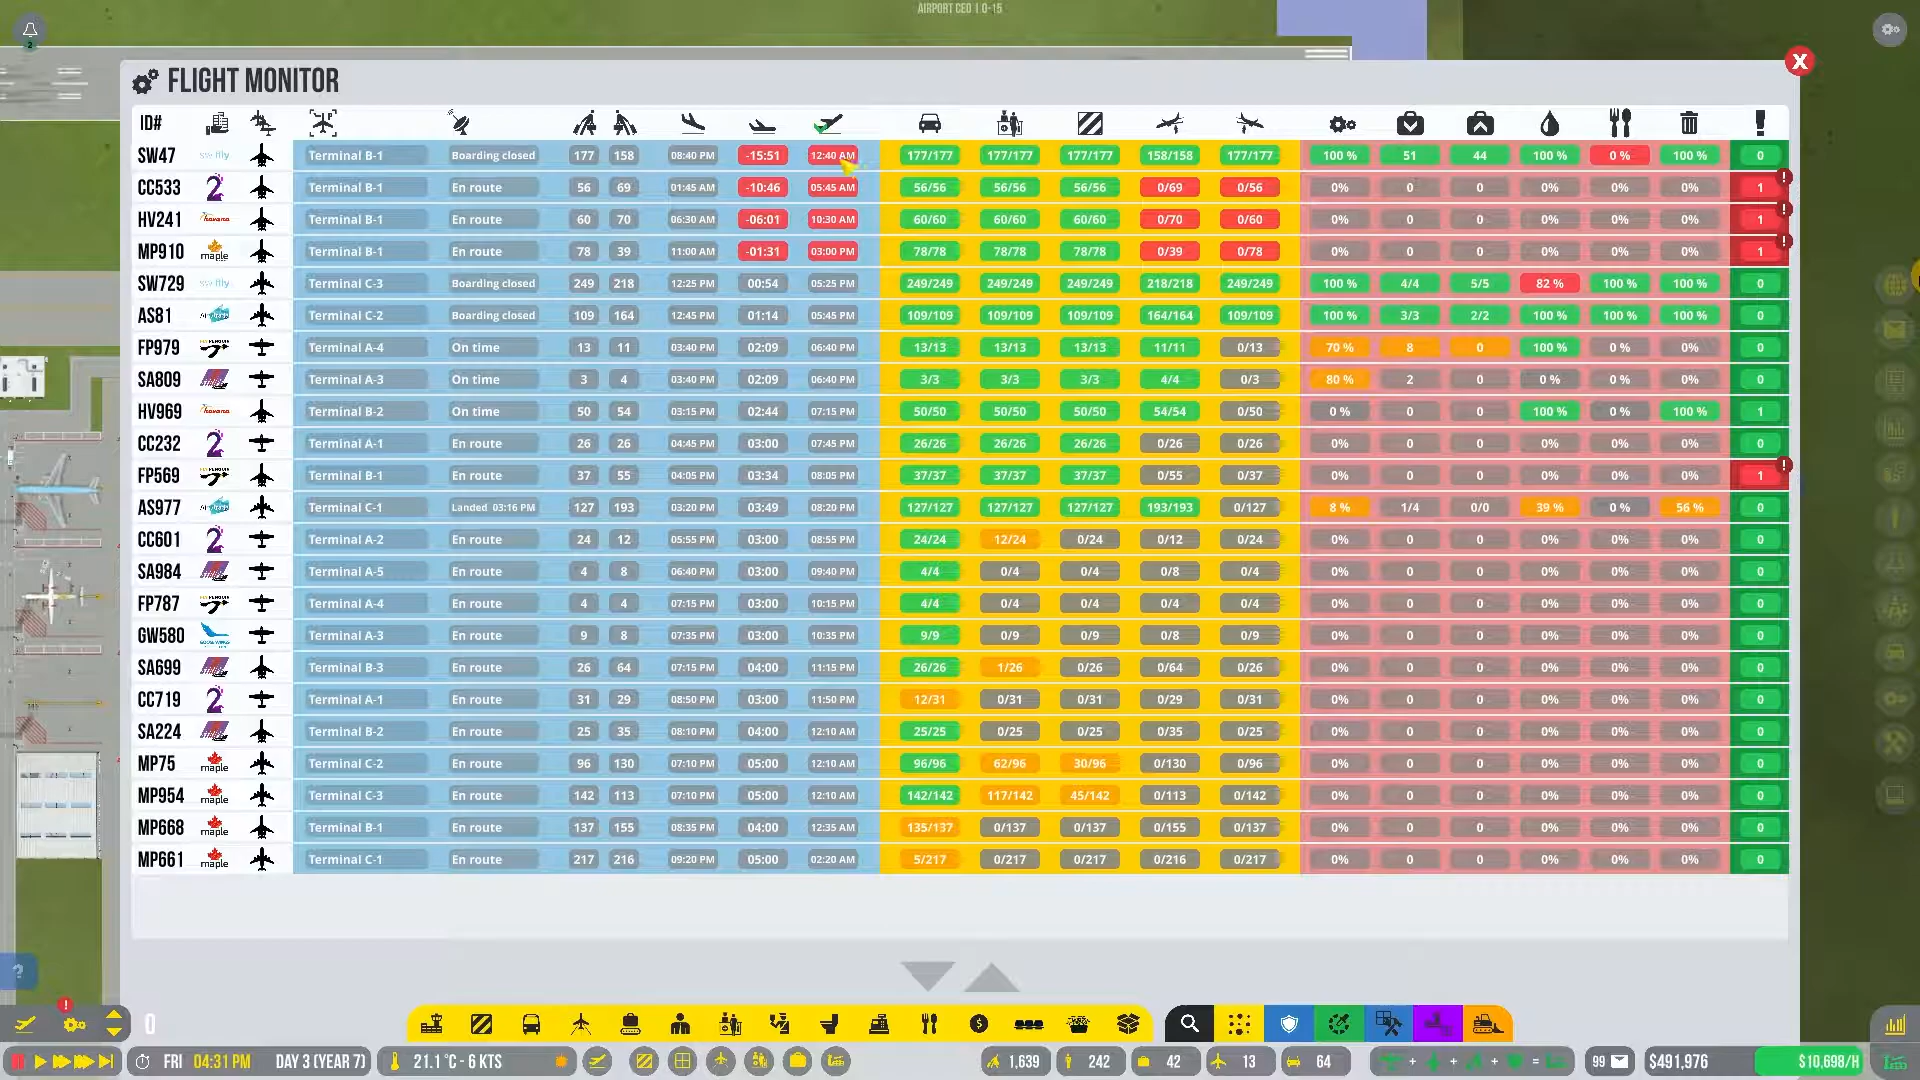 AIRPORT CEO | 0-15
2
FLIGHT MONITOR
ID#
SW47 Terminal B-1 Boarding closed 177 158 08:40 PM -15:51 12:40 AM 177/177 177/177 177/177 158/158 177/177 100 % 51 44 100 % 0 % 100 % 0
CC533 2 Terminal B-1 En route 56 69 01:45 AM -10:46 05:45 AM 56/56 56/56 56/56 0/69 0/56 0% 0 0 0% 0% 0% 1 !
HV241 havana Terminal B-1 En route 60 70 06:30 AM -06:01 10:30 AM 60/60 60/60 60/60 0/70 0/60 0% 0 0 0% 0% 0% 1 !
MP910 maple Terminal B-1 En route 78 39 11:00 AM -01:31 03:00 PM 78/78 78/78 78/78 0/39 0/78 0% 0 0 0% 0% 0% 1 !
SW729 Terminal C-3 Boarding closed 249 218 12:25 PM 00:54 05:25 PM 249/249 249/249 249/249 218/218 249/249 100 % 4/4 5/5 82 % 100 % 100 % 0
AS81 Terminal C-2 Boarding closed 109 164 12:45 PM 01:14 05:45 PM 109/109 109/109 109/109 164/164 109/109 100 % 3/3 2/2 100 % 100 % 100 % 0
FP979 Terminal A-4 On time 13 11 03:40 PM 02:09 06:40 PM 13/13 13/13 13/13 11/11 0/13 70 % 8 0 100 % 0 % 0% 0
SA809 Terminal A-3 On time 3 4 03:40 PM 02:09 06:40 PM 3/3 3/3 3/3 4/4 0/3 80 % 2 0 0 % 0% 0% 0
HV969 havana Terminal B-2 On time 50 54 03:15 PM 02:44 07:15 PM 50/50 50/50 50/50 54/54 0/50 0 % 0 0 100 % 0 % 100 % 1
CC232 2 Terminal A-1 En route 26 26 04:45 PM 03:00 07:45 PM 26/26 26/26 26/26 0/26 0/26 0% 0 0 0% 0% 0% 0
FP569 Terminal B-1 En route 37 55 04:05 PM 03:34 08:05 PM 37/37 37/37 37/37 0/55 0/37 0% 0 0 0% 0% 0% 1 !
AS977 Terminal C-1 Landed 03:16 PM 127 193 03:20 PM 03:49 08:20 PM 127/127 127/127 127/127 193/193 0/127 8 % 1/4 0/0 39 % 0 % 56 % 0
CC601 2 Terminal A-2 En route 24 12 05:55 PM 03:00 08:55 PM 24/24 12/24 0/24 0/12 0/24 0% 0 0 0% 0% 0% 0
SA984 Terminal A-5 En route 4 8 06:40 PM 03:00 09:40 PM 4/4 0/4 0/4 0/8 0/4 0% 0 0 0% 0% 0% 0
FP787 Terminal A-4 En route 4 4 07:15 PM 03:00 10:15 PM 4/4 0/4 0/4 0/4 0/4 0% 0 0 0% 0% 0% 0
GW580 Terminal A-3 En route 9 8 07:35 PM 03:00 10:35 PM 9/9 0/9 0/9 0/8 0/9 0% 0 0 0% 0% 0% 0
SA699 Terminal B-3 En route 26 64 07:15 PM 04:00 11:15 PM 26/26 1/26 0/26 0/64 0/26 0% 0 0 0% 0% 0% 0
CC719 2 Terminal A-1 En route 31 29 08:50 PM 03:00 11:50 PM 12/31 0/31 0/31 0/29 0/31 0% 0 0 0% 0% 0% 0
SA224 Terminal B-2 En route 25 35 08:10 PM 04:00 12:10 AM 25/25 0/25 0/25 0/35 0/25 0% 0 0 0% 0% 0% 0
MP75 maple Terminal C-2 En route 96 130 07:10 PM 05:00 12:10 AM 96/96 62/96 30/96 0/130 0/96 0% 0 0 0% 0% 0% 0
MP954 maple Terminal C-3 En route 142 113 07:10 PM 05:00 12:10 AM 142/142 117/142 45/142 0/113 0/142 0% 0 0 0% 0% 0% 0
MP668 maple Terminal B-1 En route 137 155 08:35 PM 04:00 12:35 AM 135/137 0/137 0/137 0/155 0/137 0% 0 0 0% 0% 0% 0
MP661 maple Terminal C-1 En route 217 216 09:20 PM 05:00 02:20 AM 5/217 0/217 0/217 0/216 0/217 0% 0 0 0% 0% 0% 0
?
! 0
FRI 04:31 PM DAY 3 (YEAR 7) 21.1 °C - 6 KTS 1,639 242 42 13 64 + + + = 99 $491,976 $10,698/H